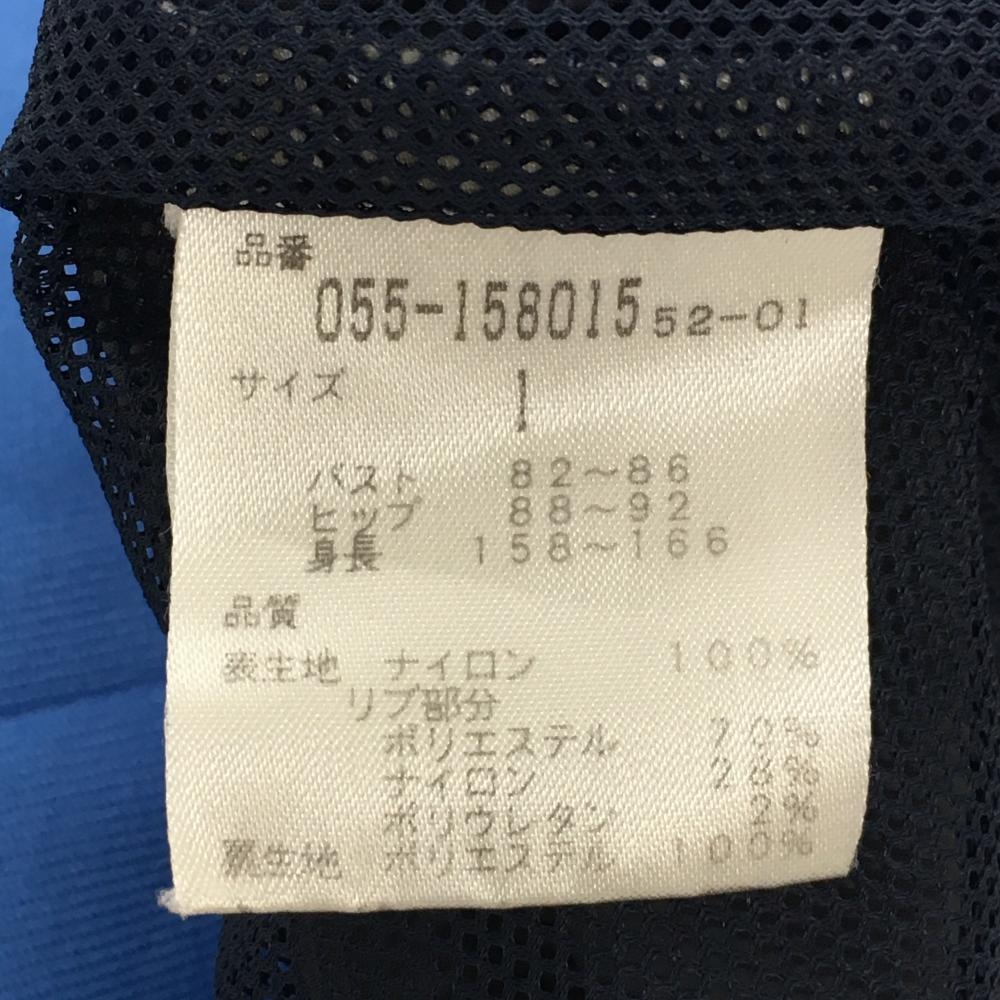 品番
055-158015 52-01
サイズ 1
バスト 82~86
ヒップ 88~92
身長 158~166
品質
表生地 ナイロン 100%
リブ部分
ポリエステル 70%
ナイロン 28%
ポリウレタン 2%
裏生地 ポリエステル 100%